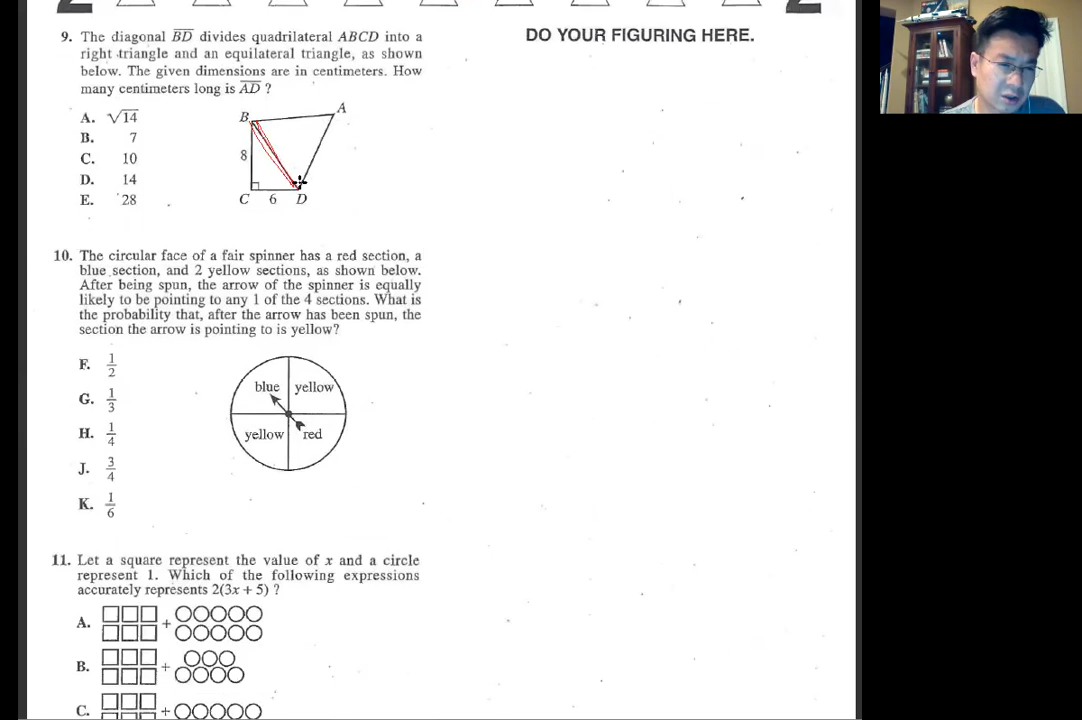 2 2
9. The diagonal BD divides quadrilateral ABCD into a
right triangle and an equilateral triangle, as shown
below. The given dimensions are in centimeters. How
many centimeters long is AD ?
A. √14
B. 7
C. 10
D. 14
E. 28
B A
8
C 6 D
DO YOUR FIGURING HERE.
10. The circular face of a fair spinner has a red section, a
blue section, and 2 yellow sections, as shown below.
After being spun, the arrow of the spinner is equally
likely to be pointing to any 1 of the 4 sections. What is
the probability that, after the arrow has been spun, the
section the arrow is pointing to is yellow?
F. 1/2
G. 1/3
H. 1/4
J. 3/4
K. 1/6
blue yellow
yellow red
11. Let a square represent the value of x and a circle
represent 1. Which of the following expressions
accurately represents 2(3x + 5) ?
A. +
B. +
C. +